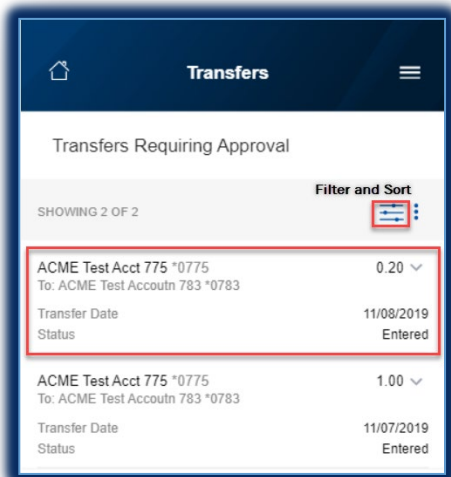 Transfers
Transfers Requiring Approval
Filter and Sort
SHOWING 2 OF 2
ACME Test Acct 775 *0775 0.20
To: ACME Test Accoutn 783 *0783
Transfer Date 11/08/2019
Status Entered
ACME Test Acct 775 *0775 1.00
To: ACME Test Accoutn 783 *0783
Transfer Date 11/07/2019
Status Entered